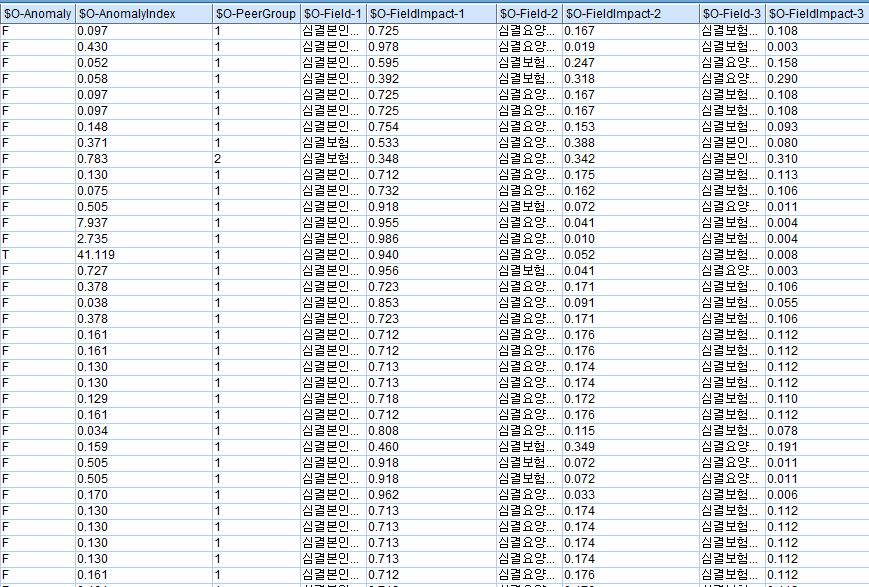 $O-Anomaly $O-AnomalyIndex $O-PeerGroup $O-Field-1 $O-FieldImpact-1 $O-Field-2 $O-FieldImpact-2 $O-Field-3 $O-FieldImpact-3
F 0.097 1 심결본인... 0.725 심결요양... 0.167 심결보험... 0.108
F 0.430 1 심결본인... 0.978 심결요양... 0.019 심결보험... 0.003
F 0.052 1 심결본인... 0.595 심결보험... 0.247 심결요양... 0.158
F 0.058 1 심결본인... 0.392 심결보험... 0.318 심결요양... 0.290
F 0.097 1 심결본인... 0.725 심결요양... 0.167 심결보험... 0.108
F 0.097 1 심결본인... 0.725 심결요양... 0.167 심결보험... 0.108
F 0.148 1 심결본인... 0.754 심결요양... 0.153 심결보험... 0.093
F 0.371 1 심결보험... 0.533 심결요양... 0.388 심결본인... 0.080
F 0.783 2 심결보험... 0.348 심결요양... 0.342 심결본인... 0.310
F 0.130 1 심결본인... 0.712 심결요양... 0.175 심결보험... 0.113
F 0.075 1 심결본인... 0.732 심결요양... 0.162 심결보험... 0.106
F 0.505 1 심결본인... 0.918 심결보험... 0.072 심결요양... 0.011
F 7.937 1 심결본인... 0.955 심결요양... 0.041 심결보험... 0.004
F 2.735 1 심결본인... 0.986 심결요양... 0.010 심결보험... 0.004
T 41.119 1 심결본인... 0.940 심결요양... 0.052 심결보험... 0.008
F 0.727 1 심결본인... 0.956 심결보험... 0.041 심결요양... 0.003
F 0.378 1 심결본인... 0.723 심결요양... 0.171 심결보험... 0.106
F 0.038 1 심결본인... 0.853 심결요양... 0.091 심결보험... 0.055
F 0.378 1 심결본인... 0.723 심결요양... 0.171 심결보험... 0.106
F 0.161 1 심결본인... 0.712 심결요양... 0.176 심결보험... 0.112
F 0.161 1 심결본인... 0.712 심결요양... 0.176 심결보험... 0.112
F 0.130 1 심결본인... 0.713 심결요양... 0.174 심결보험... 0.112
F 0.130 1 심결본인... 0.713 심결요양... 0.174 심결보험... 0.112
F 0.129 1 심결본인... 0.718 심결요양... 0.172 심결보험... 0.110
F 0.161 1 심결본인... 0.712 심결요양... 0.176 심결보험... 0.112
F 0.034 1 심결본인... 0.808 심결요양... 0.115 심결보험... 0.078
F 0.159 1 심결본인... 0.460 심결보험... 0.349 심결요양... 0.191
F 0.505 1 심결본인... 0.918 심결보험... 0.072 심결요양... 0.011
F 0.505 1 심결본인... 0.918 심결보험... 0.072 심결요양... 0.011
F 0.170 1 심결본인... 0.962 심결요양... 0.033 심결보험... 0.006
F 0.130 1 심결본인... 0.713 심결요양... 0.174 심결보험... 0.112
F 0.130 1 심결본인... 0.713 심결요양... 0.174 심결보험... 0.112
F 0.130 1 심결본인... 0.713 심결요양... 0.174 심결보험... 0.112
F 0.130 1 심결본인... 0.713 심결요양... 0.174 심결보험... 0.112
F 0.161 1 심결본인... 0.712 심결요양... 0.176 심결보험... 0.112